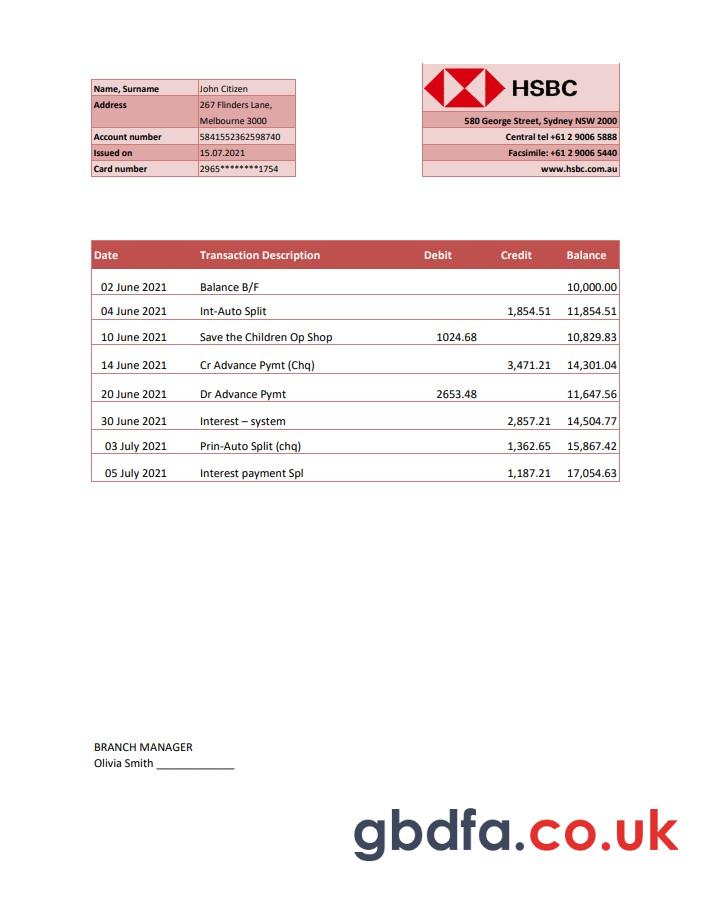 Name, Surname John Citizen
Address 267 Flinders Lane,
Melbourne 3000
Account number 5841552362598740
Issued on 15.07.2021
Card number 2965********1754
HSBC
580 George Street, Sydney NSW 2000
Central tel +61 2 9006 5888
Facsimile: +61 2 9006 5440
www.hsbc.com.au
Date Transaction Description Debit Credit Balance
02 June 2021 Balance B/F 10,000.00
04 June 2021 Int-Auto Split 1,854.51 11,854.51
10 June 2021 Save the Children Op Shop 1024.68 10,829.83
14 June 2021 Cr Advance Pymt (Chq) 3,471.21 14,301.04
20 June 2021 Dr Advance Pymt 2653.48 11,647.56
30 June 2021 Interest – system 2,857.21 14,504.77
03 July 2021 Prin-Auto Split (chq) 1,362.65 15,867.42
05 July 2021 Interest payment Spl 1,187.21 17,054.63
BRANCH MANAGER
Olivia Smith _____________
gbdfa.co.uk